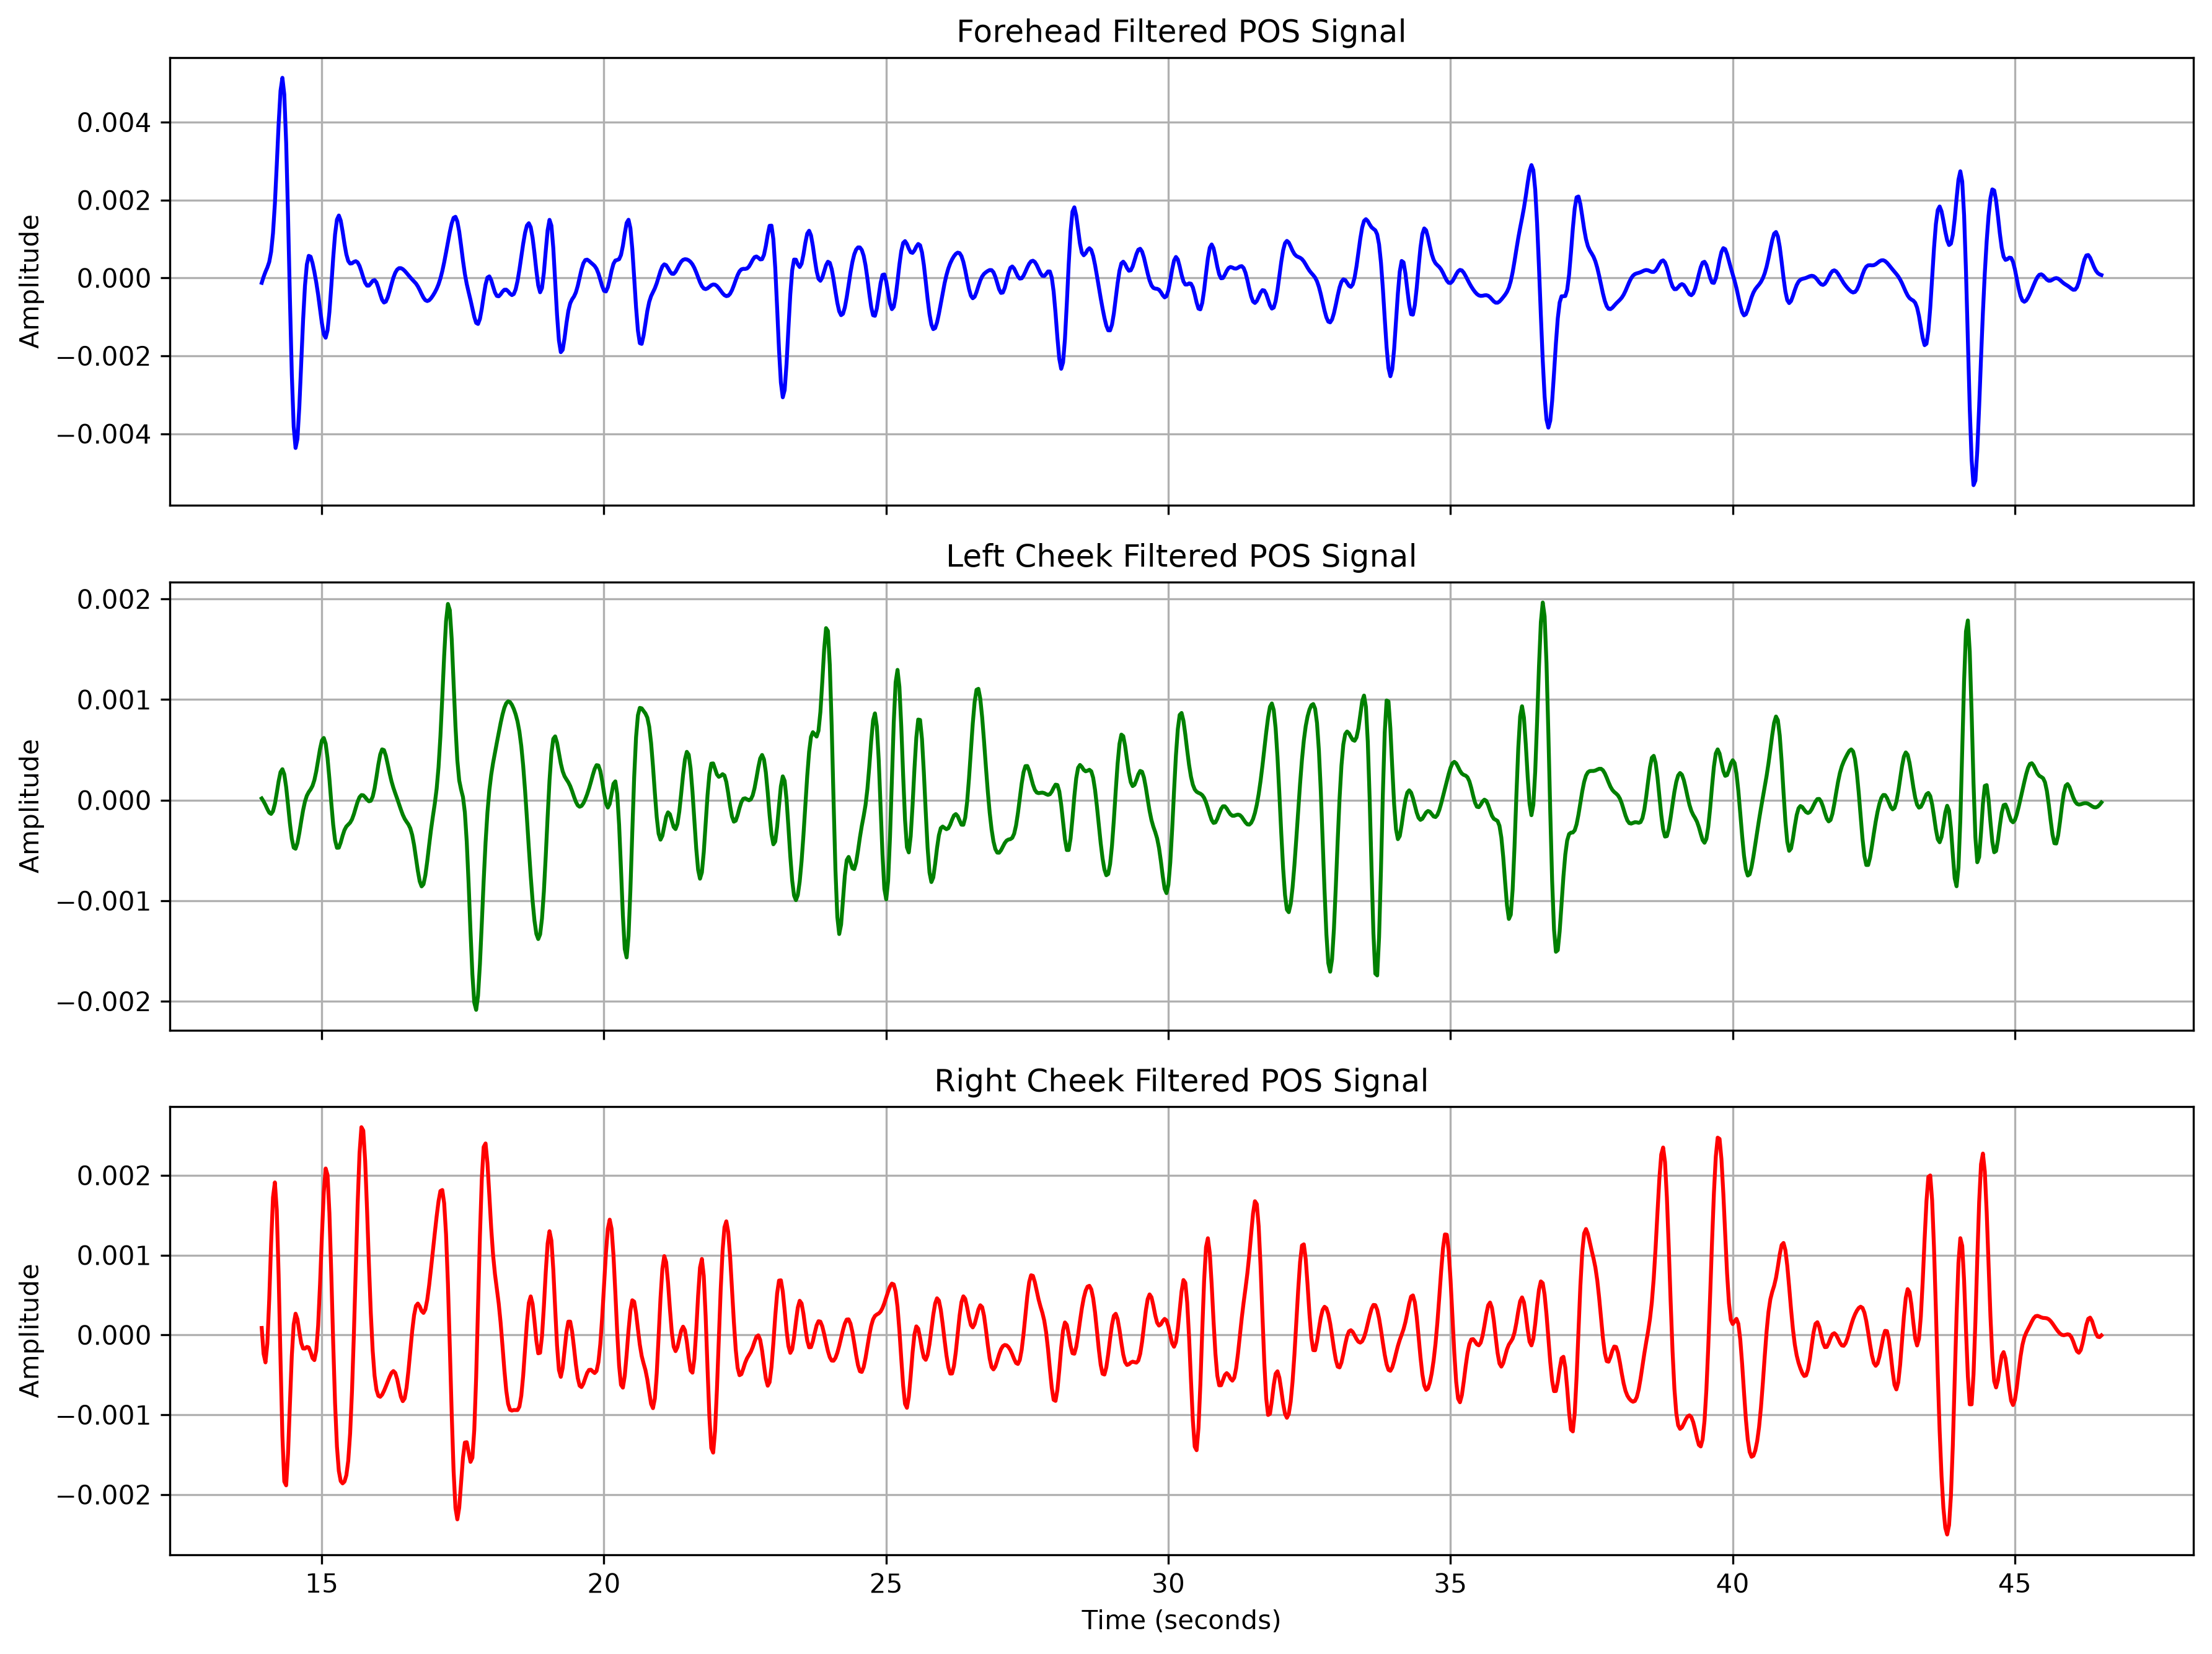 Forehead Filtered POS Signal
0.004
0.002
0.000
−0.002
−0.004
Amplitude
Left Cheek Filtered POS Signal
0.002
0.001
0.000
−0.001
−0.002
Amplitude
Right Cheek Filtered POS Signal
0.002
0.001
0.000
−0.001
−0.002
Amplitude
15 20 25 30 35 40 45
Time (seconds)